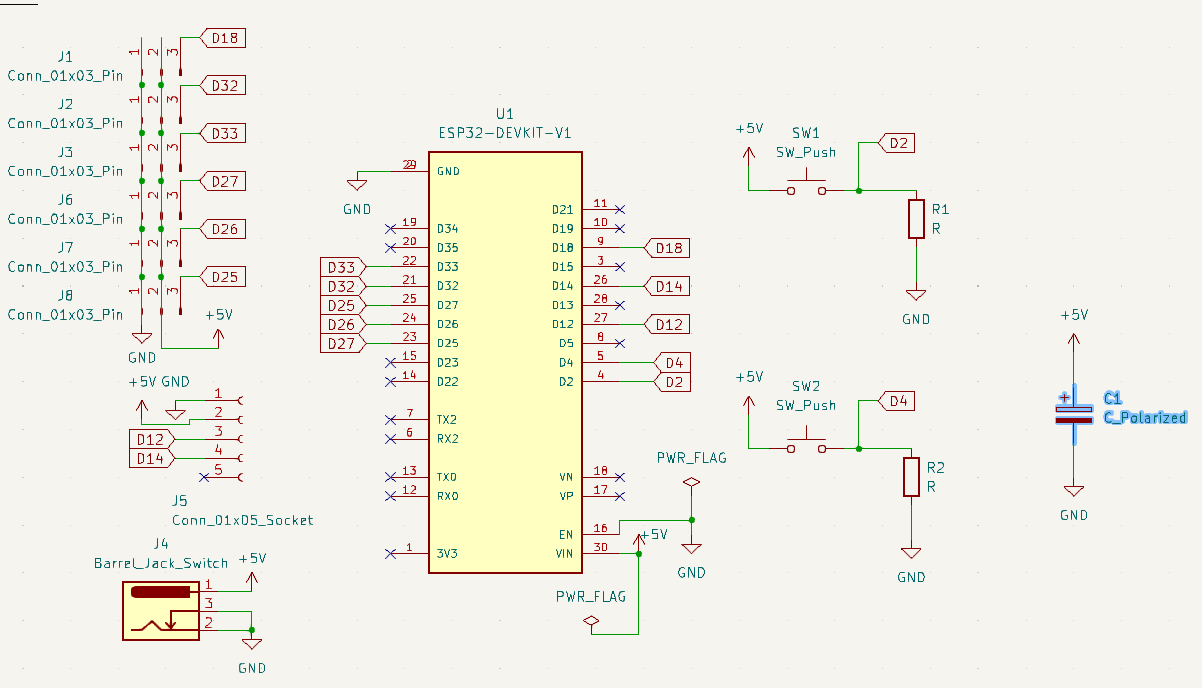 1 2 3 D18
J1
Conn_01x03_Pin
1 2 3 D32
J2
Conn_01x03_Pin
1 2 3 D33
J3
Conn_01x03_Pin
1 2 3 D27
J6
Conn_01x03_Pin
1 2 3 D26
J7
Conn_01x03_Pin
1 2 3 D25
J8
Conn_01x03_Pin
+5V
GND
+5V GND
1
2
D12 3
D14 4
5
J5
Conn_01x05_Socket
J4
Barrel_Jack_Switch
+5V
1
3
2
GND
U1
ESP32-DEVKIT-V1
GND
GND
19 D34
20 D35
D33 22 D33
D32 21 D32
D25 25 D27
D26 24 D26
D27 23 D25
15 D23
14 D22
7 TX2
6 RX2
13 TX0
12 RX0
1 3V3
D21 11
D19 10
D18 9 D18
D15 3
D14 26 D14
D13 28
D12 27 D12
D5 8
D4 5 D4
D2 4 D2
VN 18
VP 17
EN 16
VIN 30
PWR_FLAG
+5V
GND
PWR_FLAG
+5V
SW1
SW_Push
D2
R1
R
GND
+5V
SW2
SW_Push
D4
R2
R
GND
+5V
+
C1
C_Polarized
GND